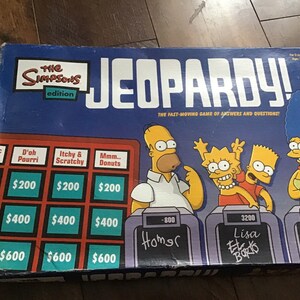 THE
Simpsons
edition
JEOPARDY!
THE FAST-MOVING GAME OF ANSWERS AND QUESTIONS!
D'oh
Pourri
Itchy &
Scratchy
Mmm..
Donuts
$200
$200
$200
$400
$400
$400
$600
$600
$600
-800
3200
Homer
Lisa
JEOPARDY!